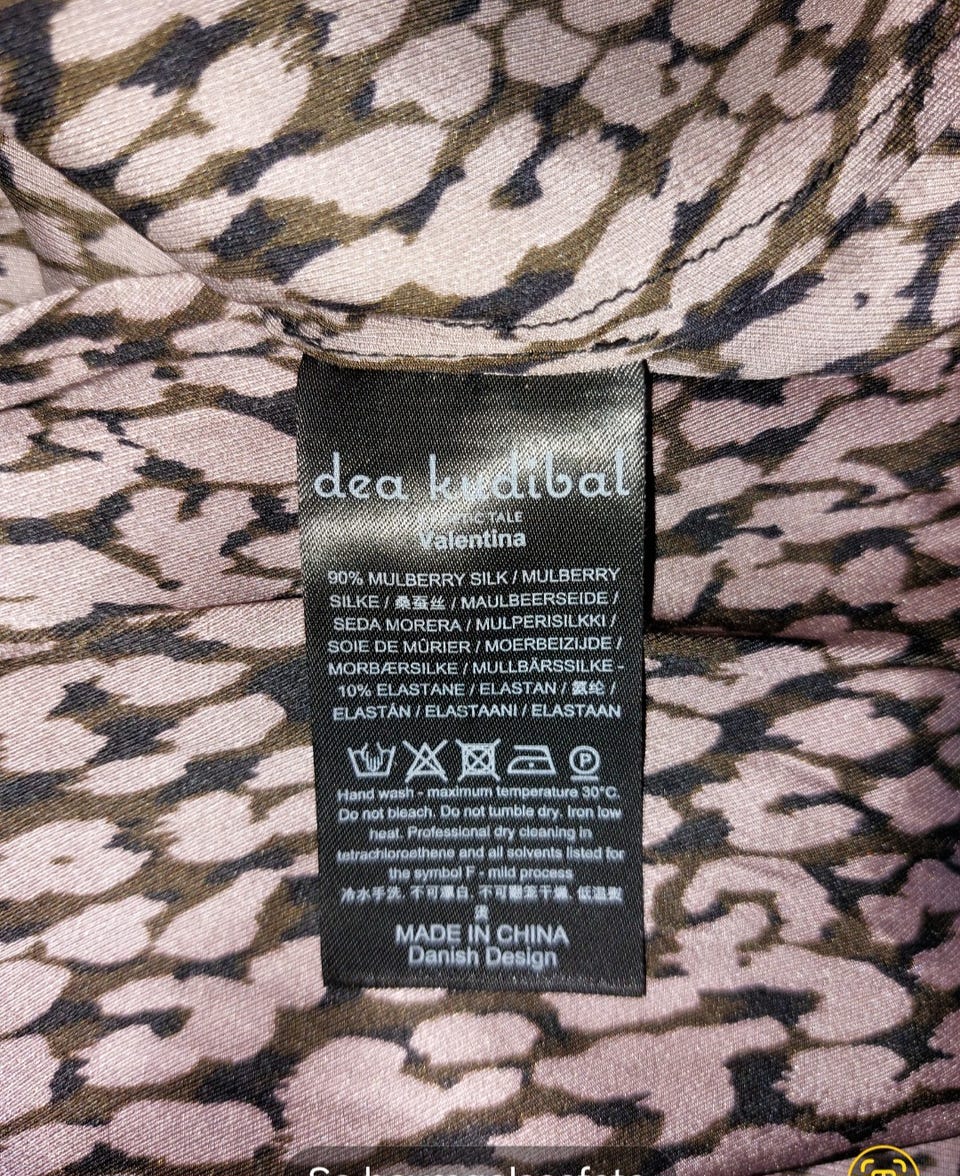 dea kudibal
TALE
Valentina
90% MULBERRY SILK / MULBERRY
SILKE / 桑蚕丝 / MAULBEERSEIDE /
SEDA MORERA / MULPERISILKKI /
SOIE DE MÛRIER / MOERBEIZIJDE /
MORBÆRSILKE / MULLBÄRSSILKE -
10% ELASTANE / ELASTAN / 氨纶 /
ELASTÁN / ELASTAANI / ELASTAAN
P
Hand wash - maximum temperature 30°C.
Do not bleach. Do not tumble dry. Iron low
heat. Professional dry cleaning in
tetrachloroethene and all solvents listed for
the symbol F - mild process
冷水手洗. 不可漂白. 不可翻滚干燥. 低温熨
烫
MADE IN CHINA
Danish Design